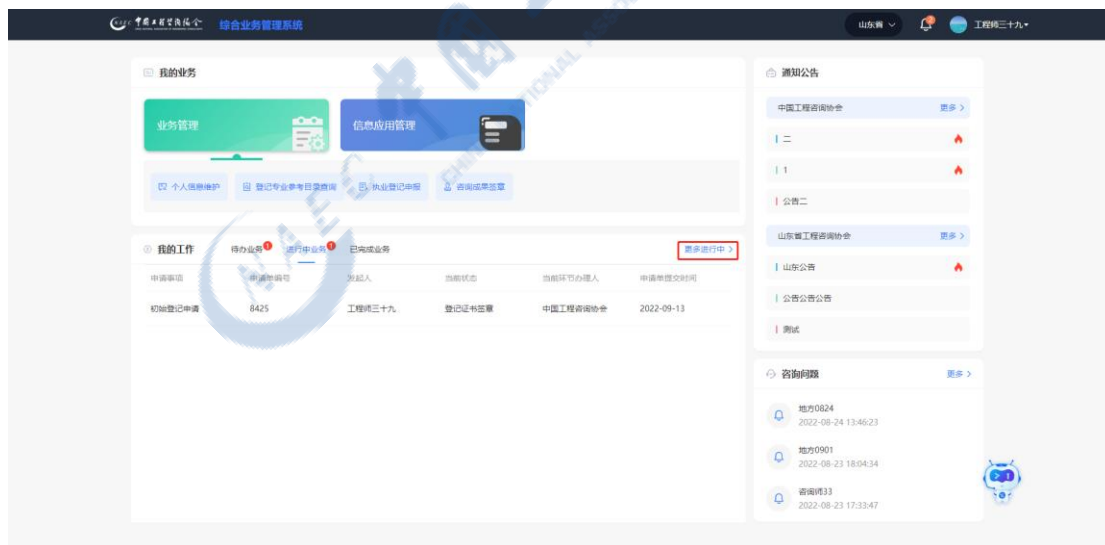 中国工程咨询协会 综合业务管理系统 山东省 工程师三十九
我的业务
业务管理 信息应用管理
个人信息维护 登记专业参考目录查询 执业登记申报 咨询成果签章
我的工作 待办业务 1 进行中业务 1 已完成业务 更多进行中 >
申请事项 申请单编号 发起人 当前状态 当前环节办理人 申请单提交时间
初始登记申请 8425 工程师三十九 登记证书签章 中国工程咨询协会 2022-09-13
通知公告
中国工程咨询协会 更多 >
二
1
公告二
山东省工程咨询协会 更多 >
山东公告
公告公告公告
测试
咨询问题 更多 >
地方0824
2022-08-24 13:46:23
地方0901
2022-08-23 18:04:34
咨询师33
2022-08-23 17:33:47
CNAEC